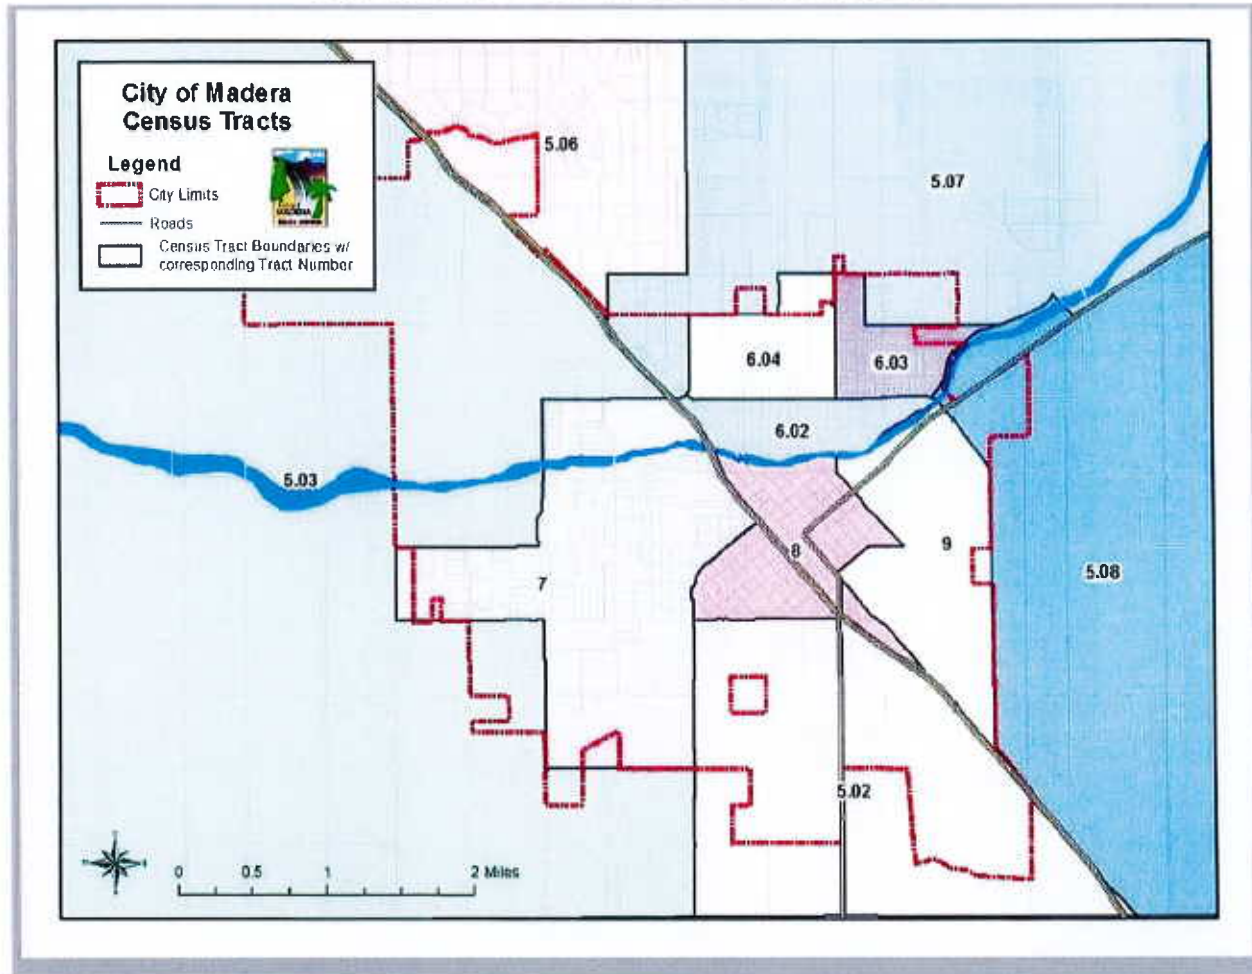 City of Madera
Census Tracts
Legend
City Limits
Roads
Census Tract Boundaries w/
corresponding Tract Number
MADERA
5.06
5.07
6.04
6.03
6.02
5.03
8
9
7
5.08
5.02
0 0.5 1 2 Miles